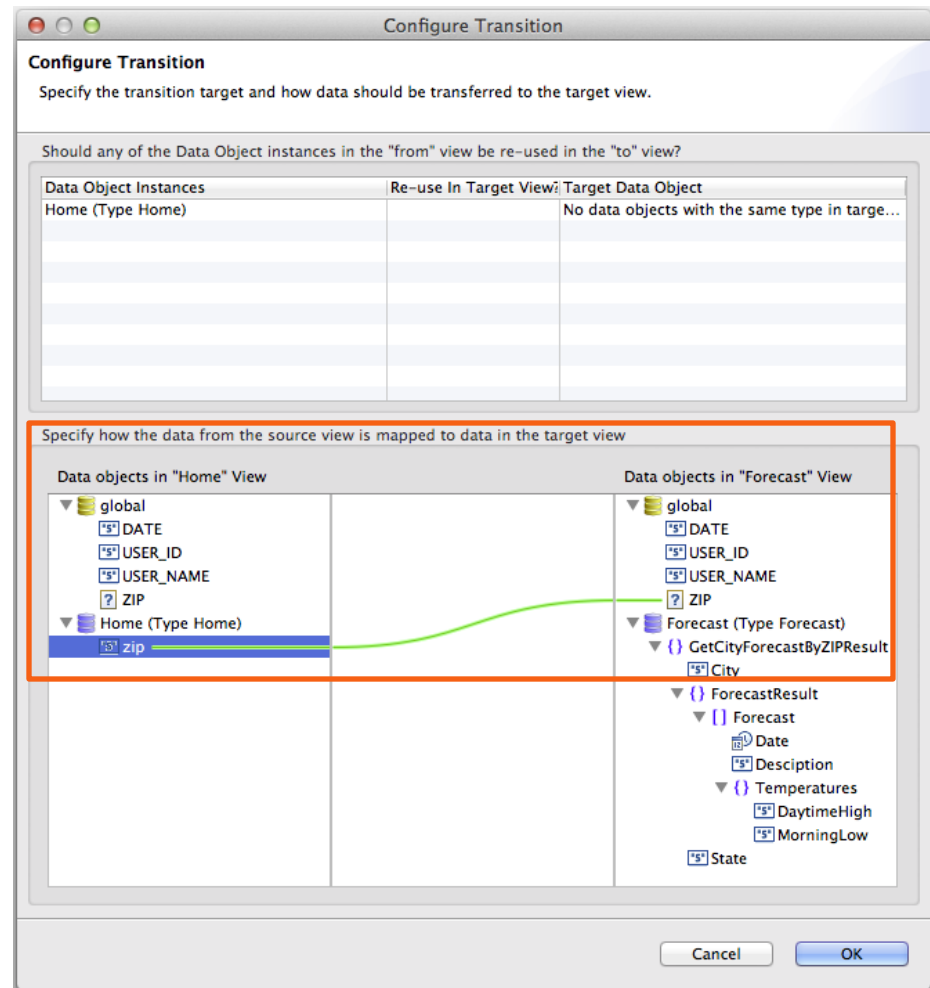 Configure Transition
Configure Transition
Specify the transition target and how data should be transferred to the target view.
Should any of the Data Object instances in the "from" view be re-used in the "to" view?
Data Object Instances Re-use In Target View? Target Data Object
Home (Type Home) No data objects with the same type in targe...
Specify how the data from the source view is mapped to data in the target view
Data objects in "Home" View
global
DATE
USER_ID
USER_NAME
ZIP
Home (Type Home)
zip
Data objects in "Forecast" View
global
DATE
USER_ID
USER_NAME
ZIP
Forecast (Type Forecast)
{} GetCityForecastByZIPResult
City
{} ForecastResult
[] Forecast
Date
Desciption
{} Temperatures
DaytimeHigh
MorningLow
State
Cancel OK